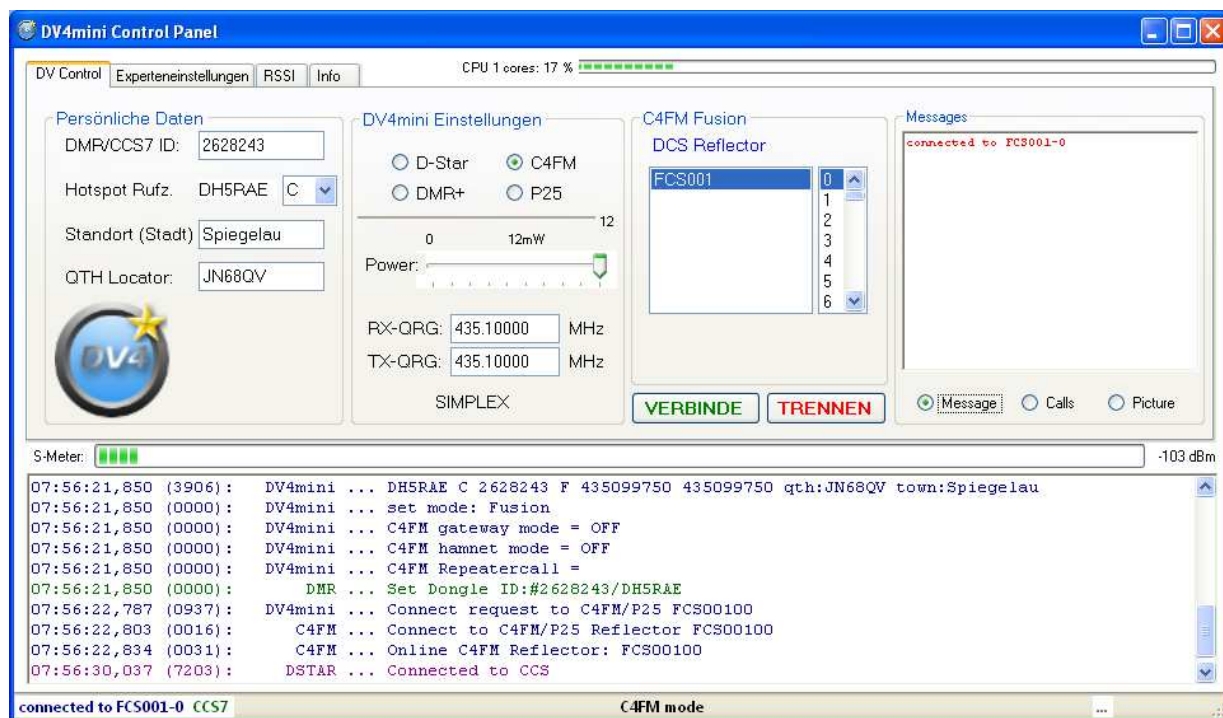 DV4mini Control Panel
DV Control Experteneinstellungen RSSI Info
CPU 1 cores: 17 %
Persönliche Daten
DMR/CCS7 ID: 2628243
Hotspot Rufz. DH5RAE C
Standort (Stadt) Spiegelau
QTH Locator: JN68QV
DV4
DV4mini Einstellungen
D-Star C4FM
DMR+ P25
12
0 12mW
Power:
RX-QRG: 435.10000 MHz
TX-QRG: 435.10000 MHz
SIMPLEX
C4FM Fusion
DCS Reflector
FCS001
0
1
2
3
4
5
6
VERBINDE TRENNEN
Messages
connected to FCS001-0
Message Calls Picture
S-Meter: -103 dBm
07:56:21,850 (3906): DV4mini ... DH5RAE C 2628243 F 435099750 435099750 qth:JN68QV town:Spiegelau
07:56:21,850 (0000): DV4mini ... set mode: Fusion
07:56:21,850 (0000): DV4mini ... C4FM gateway mode = OFF
07:56:21,850 (0000): DV4mini ... C4FM hamnet mode = OFF
07:56:21,850 (0000): DV4mini ... C4FM Repeatercall =
07:56:21,850 (0000): DMR ... Set Dongle ID:#2628243/DH5RAE
07:56:22,787 (0937): DV4mini ... Connect request to C4FM/P25 FCS00100
07:56:22,803 (0016): C4FM ... Connect to C4FM/P25 Reflector FCS00100
07:56:22,834 (0031): C4FM ... Online C4FM Reflector: FCS00100
07:56:30,037 (7203): DSTAR ... Connected to CCS
connected to FCS001-0 CCS7 C4FM mode ...